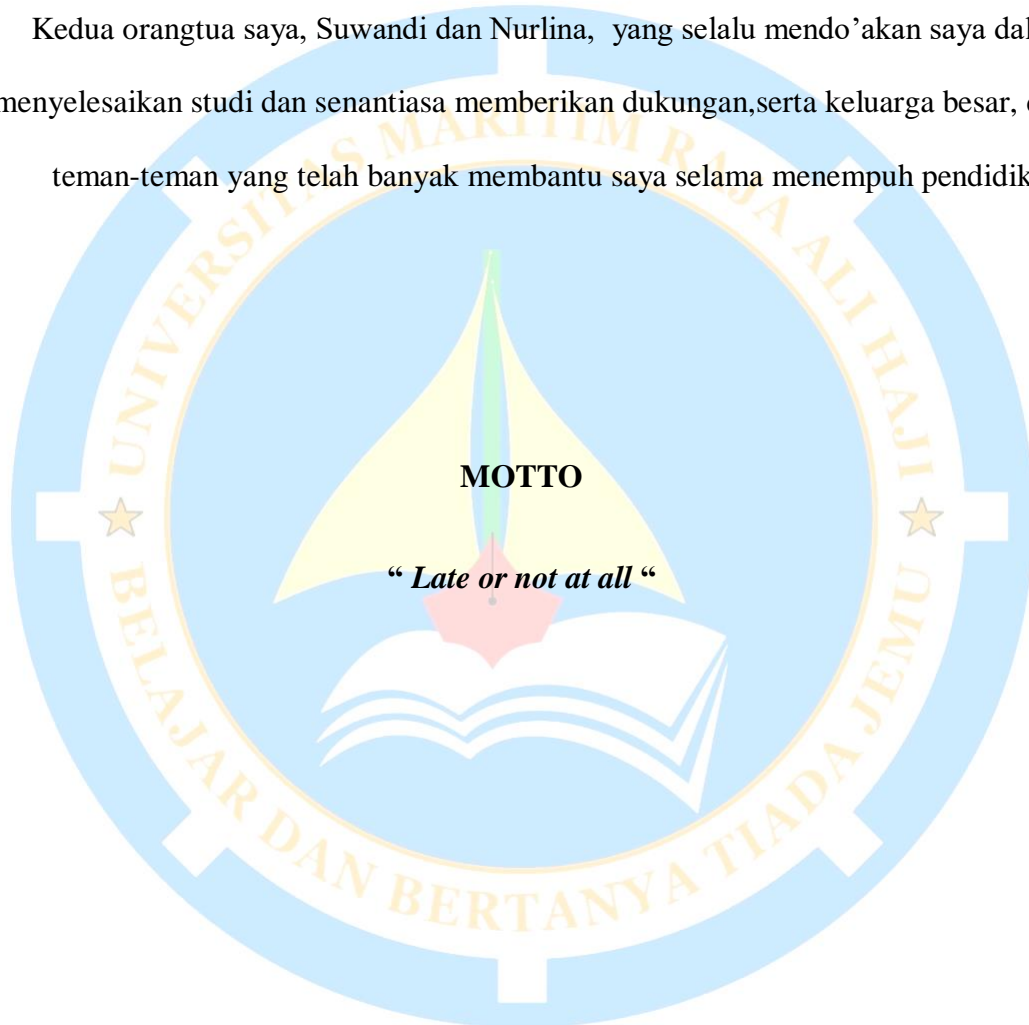 Kedua orangtua saya, Suwandi dan Nurlina, yang selalu mendo’akan saya dal
menyelesaikan studi dan senantiasa memberikan dukungan,serta keluarga besar,
teman-teman yang telah banyak membantu saya selama menempuh pendidik
UNIVERSITAS MARITIM RAJA ALI HAJI
MOTTO
“ Late or not at all “
BELAJAR DAN BERTANYA TIADA JEMU